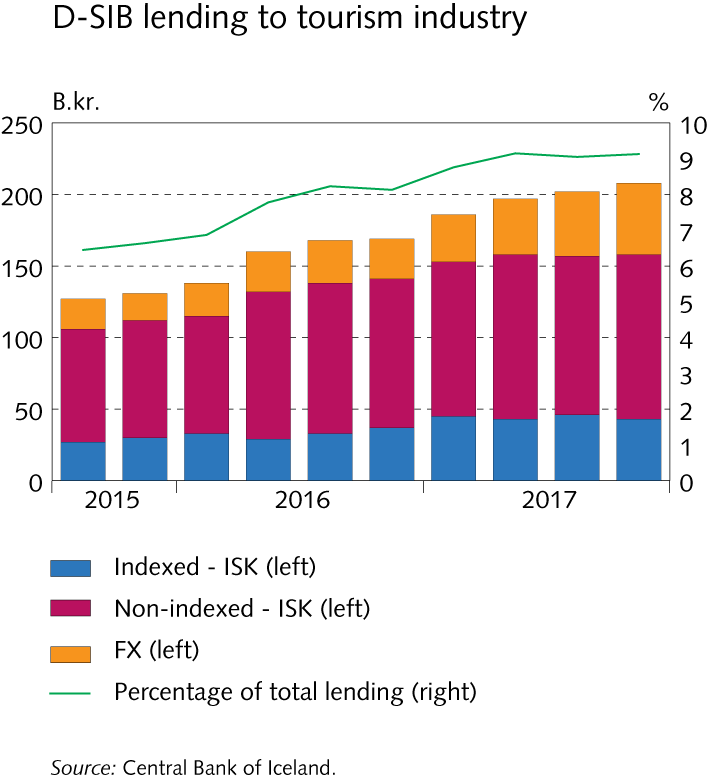 D-SIB lending to tourism industry
B.kr. %
250 10
9
200 8
7
150 6
5
100 4
3
50 2
1
0 0
2015 2016 2017
Indexed - ISK (left)
Non-indexed - ISK (left)
FX (left)
Percentage of total lending (right)
Source: Central Bank of Iceland.